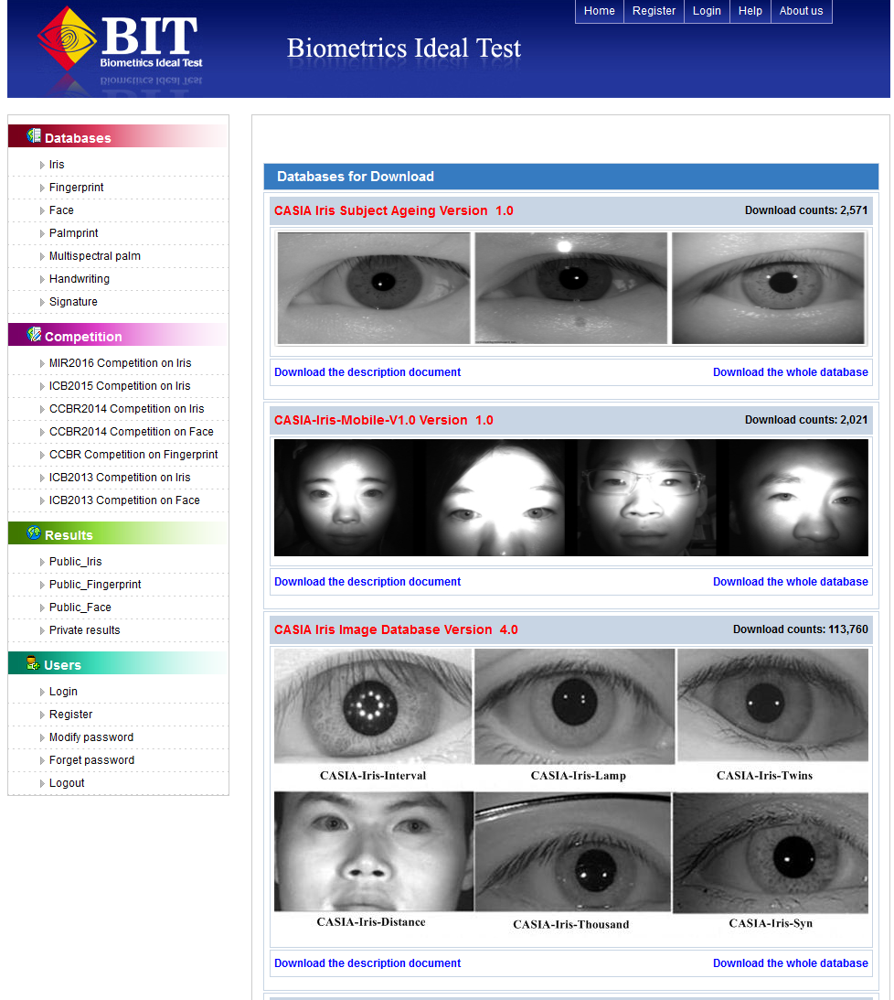 Home Register Login Help About us
BIT
Biometrics Ideal Test
Biometrics Ideal Test
Databases
Iris
Fingerprint
Face
Palmprint
Multispectral palm
Handwriting
Signature
Competition
MIR2016 Competition on Iris
ICB2015 Competition on Iris
CCBR2014 Competition on Iris
CCBR2014 Competition on Face
CCBR Competition on Fingerprint
ICB2013 Competition on Iris
ICB2013 Competition on Face
Results
Public_Iris
Public_Fingerprint
Public_Face
Private results
Users
Login
Register
Modify password
Forget password
Logout
Databases for Download
CASIA Iris Subject Ageing Version 1.0 Download counts: 2,571
Download the description document Download the whole database
CASIA-Iris-Mobile-V1.0 Version 1.0 Download counts: 2,021
Download the description document Download the whole database
CASIA Iris Image Database Version 4.0 Download counts: 113,760
CASIA-Iris-Interval CASIA-Iris-Lamp CASIA-Iris-Twins
CASIA-Iris-Distance CASIA-Iris-Thousand CASIA-Iris-Syn
Download the description document Download the whole database